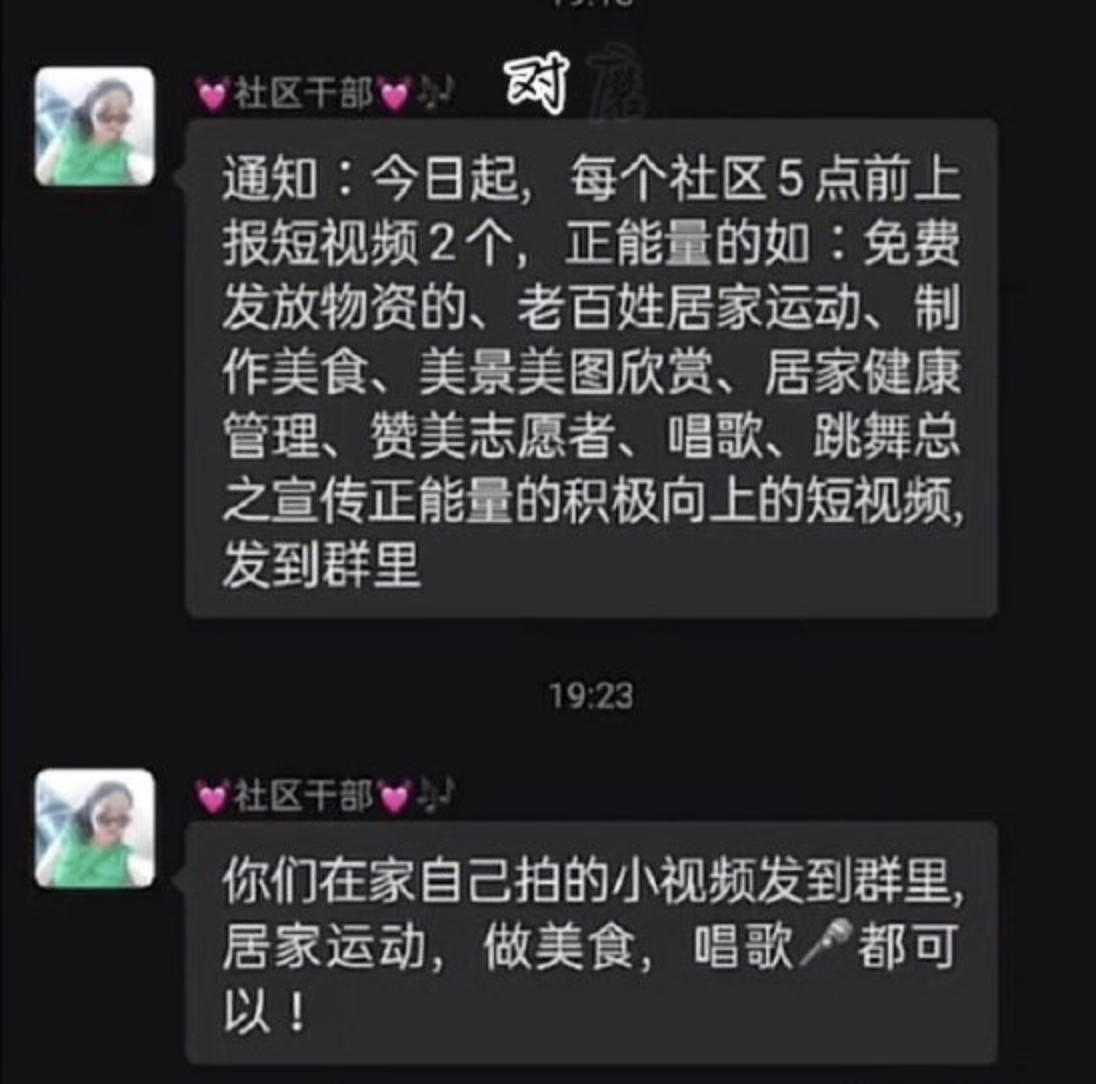 💓社区干部💓🎶
对
通知：今日起，每个社区5点前上
报短视频2个，正能量的如：免费
发放物资的、老百姓居家运动、制
作美食、美景美图欣赏、居家健康
管理、赞美志愿者、唱歌、跳舞总
之宣传正能量的积极向上的短视频,
发到群里
19:23
💓社区干部💓🎶
你们在家自己拍的小视频发到群里,
居家运动，做美食，唱歌🎤都可
以！